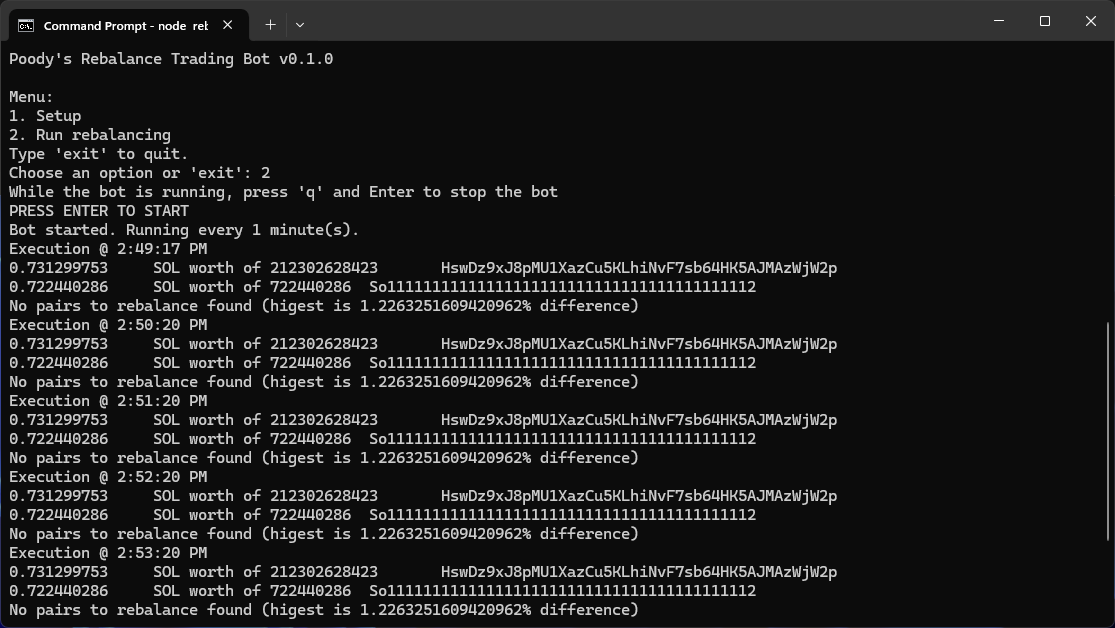 Command Prompt - node reb
Poody's Rebalance Trading Bot v0.1.0
Menu:
1. Setup
2. Run rebalancing
Type 'exit' to quit.
Choose an option or 'exit': 2
While the bot is running, press 'q' and Enter to stop the bot
PRESS ENTER TO START
Bot started. Running every 1 minute(s).
Execution @ 2:49:17 PM
0.731299753 SOL worth of 212302628423 HswDz9xJ8pMU1XazCu5KLhiNvF7sb64HK5AJMAzWjW2p
0.722440286 SOL worth of 722440286 So11111111111111111111111111111111111111112
No pairs to rebalance found (higest is 1.2263251609420962% difference)
Execution @ 2:50:20 PM
0.731299753 SOL worth of 212302628423 HswDz9xJ8pMU1XazCu5KLhiNvF7sb64HK5AJMAzWjW2p
0.722440286 SOL worth of 722440286 So11111111111111111111111111111111111111112
No pairs to rebalance found (higest is 1.2263251609420962% difference)
Execution @ 2:51:20 PM
0.731299753 SOL worth of 212302628423 HswDz9xJ8pMU1XazCu5KLhiNvF7sb64HK5AJMAzWjW2p
0.722440286 SOL worth of 722440286 So11111111111111111111111111111111111111112
No pairs to rebalance found (higest is 1.2263251609420962% difference)
Execution @ 2:52:20 PM
0.731299753 SOL worth of 212302628423 HswDz9xJ8pMU1XazCu5KLhiNvF7sb64HK5AJMAzWjW2p
0.722440286 SOL worth of 722440286 So11111111111111111111111111111111111111112
No pairs to rebalance found (higest is 1.2263251609420962% difference)
Execution @ 2:53:20 PM
0.731299753 SOL worth of 212302628423 HswDz9xJ8pMU1XazCu5KLhiNvF7sb64HK5AJMAzWjW2p
0.722440286 SOL worth of 722440286 So11111111111111111111111111111111111111112
No pairs to rebalance found (higest is 1.2263251609420962% difference)